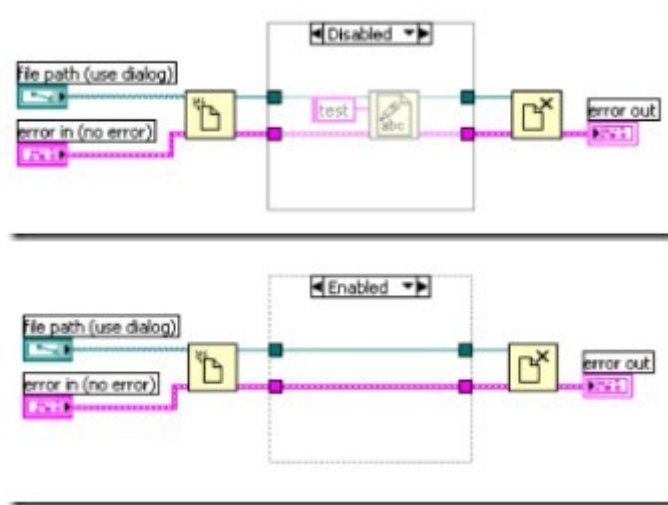 Disabled
file path (use dialog)
test
abc
error in (no error)
error out
Enabled
file path (use dialog)
error in (no error)
error out